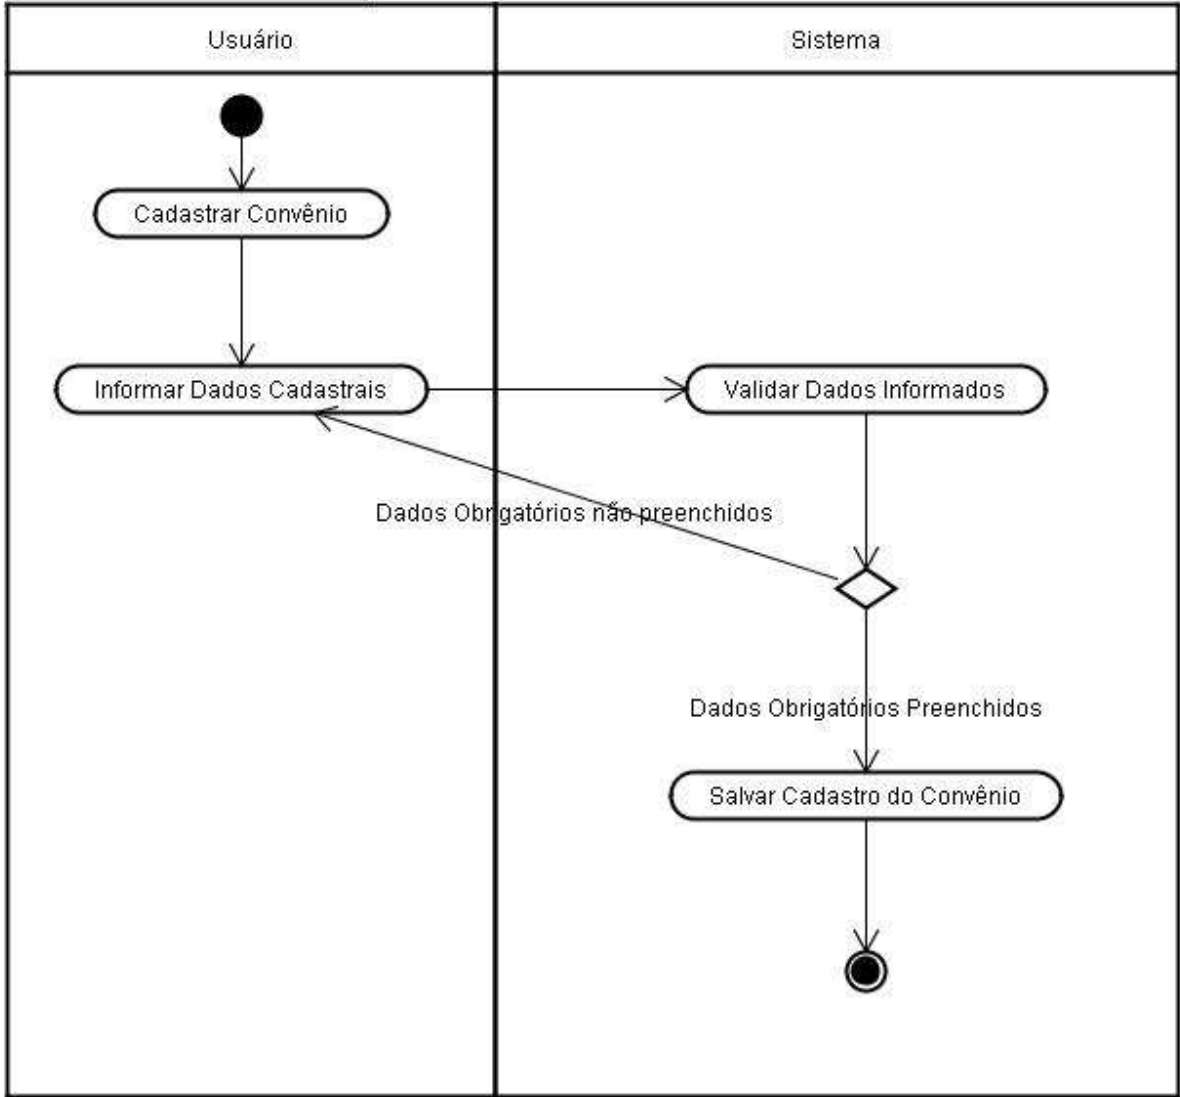 Usuário
Sistema
Cadastrar Convênio
Informar Dados Cadastrais
Validar Dados Informados
Dados Obrigatórios não preenchidos
Dados Obrigatórios Preenchidos
Salvar Cadastro do Convênio